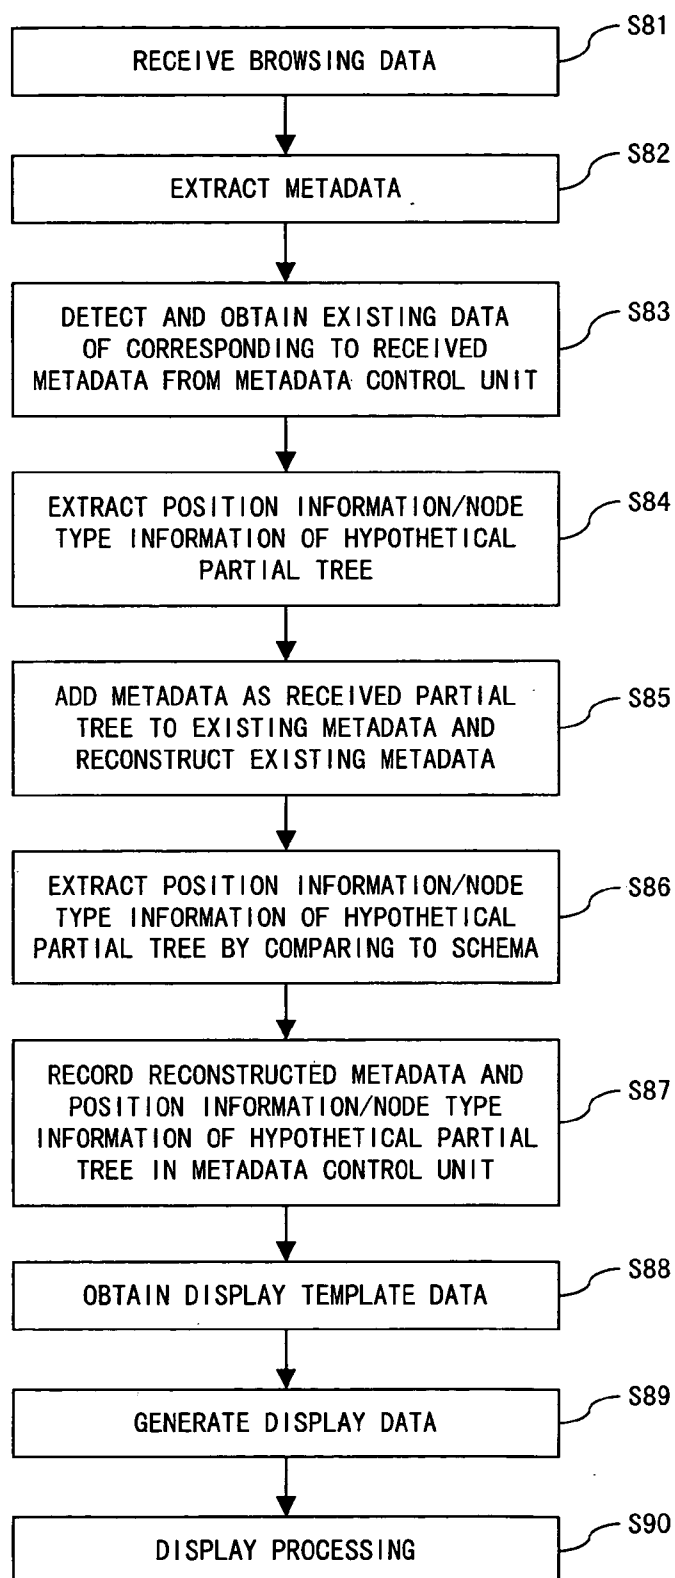 S81
RECEIVE BROWSING DATA
S82
EXTRACT METADATA
S83
DETECT AND OBTAIN EXISTING DATA
OF CORRESPONDING TO RECEIVED
METADATA FROM METADATA CONTROL UNIT
S84
EXTRACT POSITION INFORMATION/NODE
TYPE INFORMATION OF HYPOTHETICAL
PARTIAL TREE
S85
ADD METADATA AS RECEIVED PARTIAL
TREE TO EXISTING METADATA AND
RECONSTRUCT EXISTING METADATA
S86
EXTRACT POSITION INFORMATION/NODE
TYPE INFORMATION OF HYPOTHETICAL
PARTIAL TREE BY COMPARING TO SCHEMA
S87
RECORD RECONSTRUCTED METADATA AND
POSITION INFORMATION/NODE TYPE
INFORMATION OF HYPOTHETICAL PARTIAL
TREE IN METADATA CONTROL UNIT
S88
OBTAIN DISPLAY TEMPLATE DATA
S89
GENERATE DISPLAY DATA
S90
DISPLAY PROCESSING